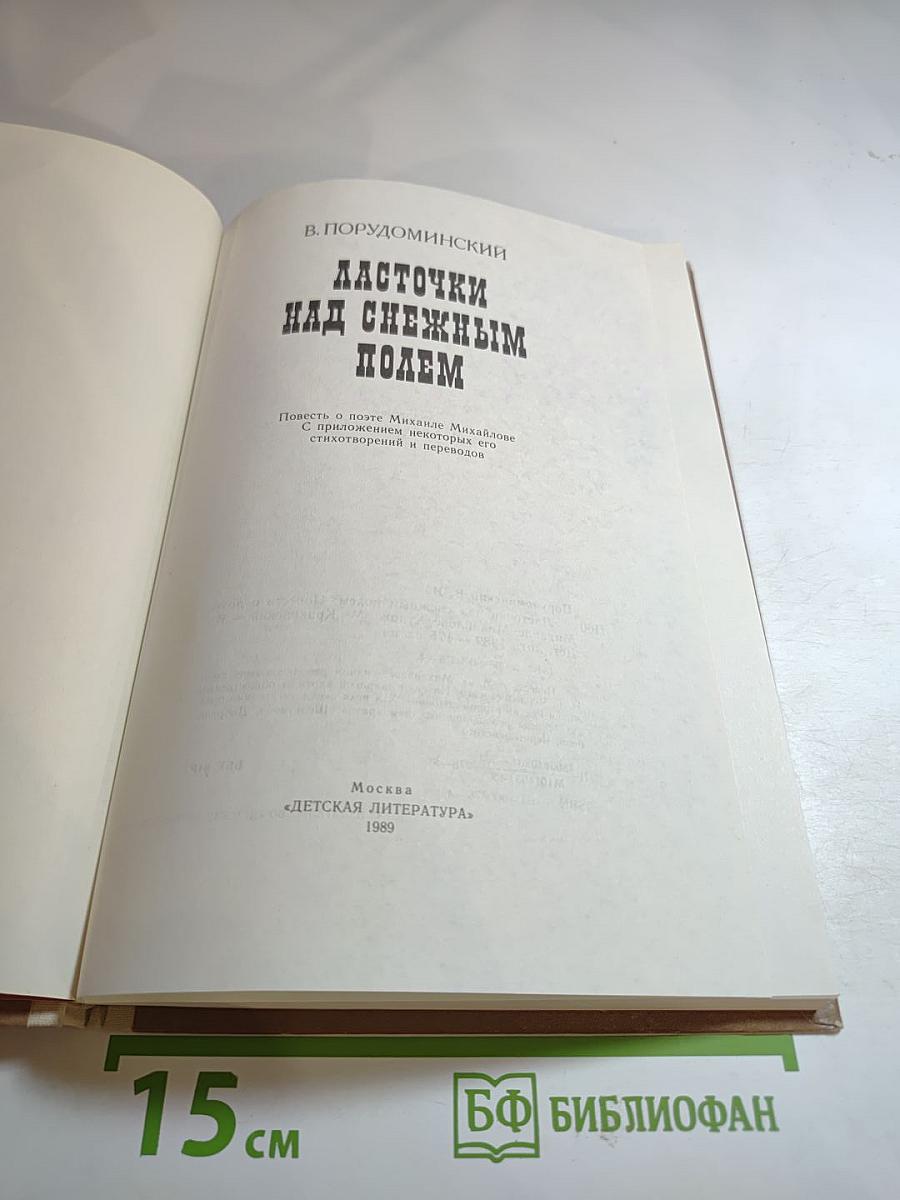 В. ПОРУДОМИНСКИЙ
ЛАСТОЧКИ
НАД СНЕЖНЫМ
ПОЛЕМ
Повесть о поэте Михаиле Михайлове
С приложением некоторых его
стихотворений и переводов
Москва
«ДЕТСКАЯ ЛИТЕРАТУРА»
1989
15 см
БФ БИБЛИОФАН